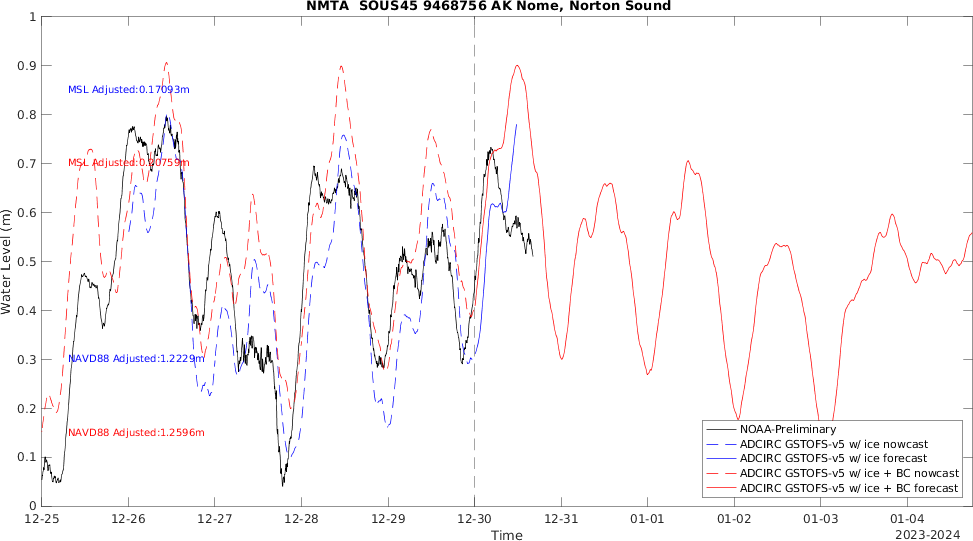 NMTA SOUS45 9468756 AK Nome, Norton Sound
1
0.9
0.8
0.7
0.6
0.5
0.4
0.3
0.2
0.1
0
Water Level (m)
MSL Adjusted:0.17093m
MSL Adjusted:0.30759m
NAVD88 Adjusted:1.2229m
NAVD88 Adjusted:1.2596m
NOAA-Preliminary
ADCIRC GSTOFS-v5 w/ ice nowcast
ADCIRC GSTOFS-v5 w/ ice forecast
ADCIRC GSTOFS-v5 w/ ice + BC nowcast
ADCIRC GSTOFS-v5 w/ ice + BC forecast
12-25 12-26 12-27 12-28 12-29 12-30 12-31 01-01 01-02 01-03 01-04
Time
2023-2024